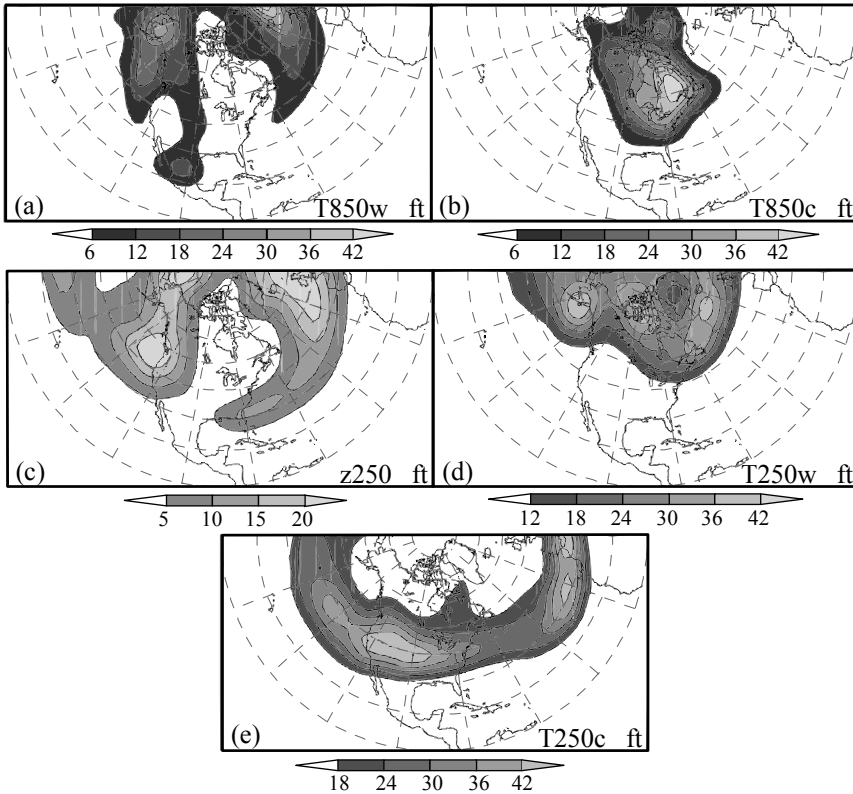 (a) T850w ft
(b) T850c ft
6 12 18 24 30 36 42
6 12 18 24 30 36 42
(c) z250 ft
(d) T250w ft
5 10 15 20
12 18 24 30 36 42
(e) T250c ft
18 24 30 36 42